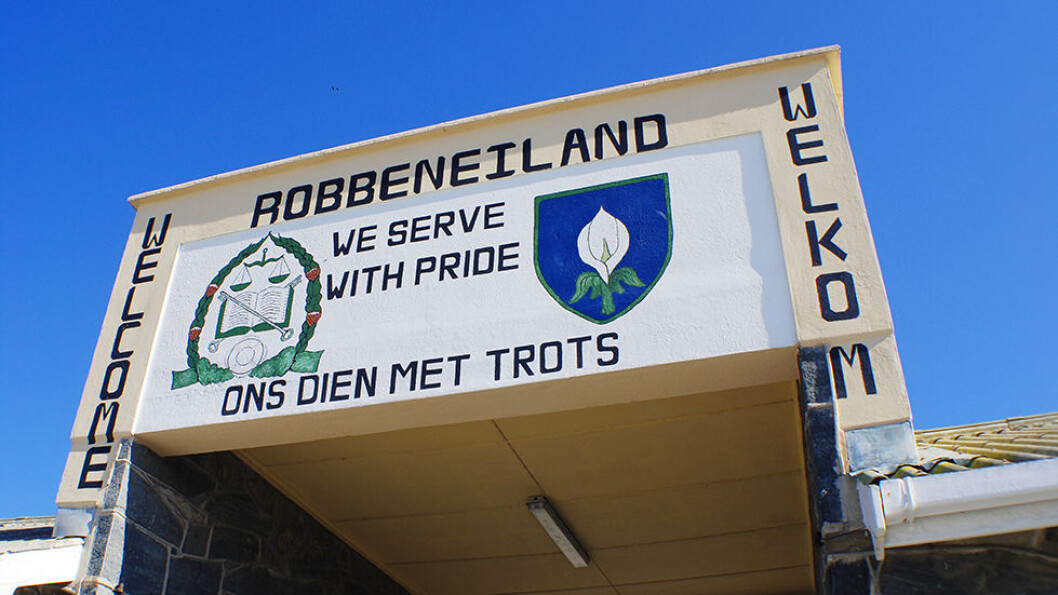 ROBBENEILAND
WELCOME
WE SERVE
WITH PRIDE
ONS DIEN MET TROTS
WELKOM